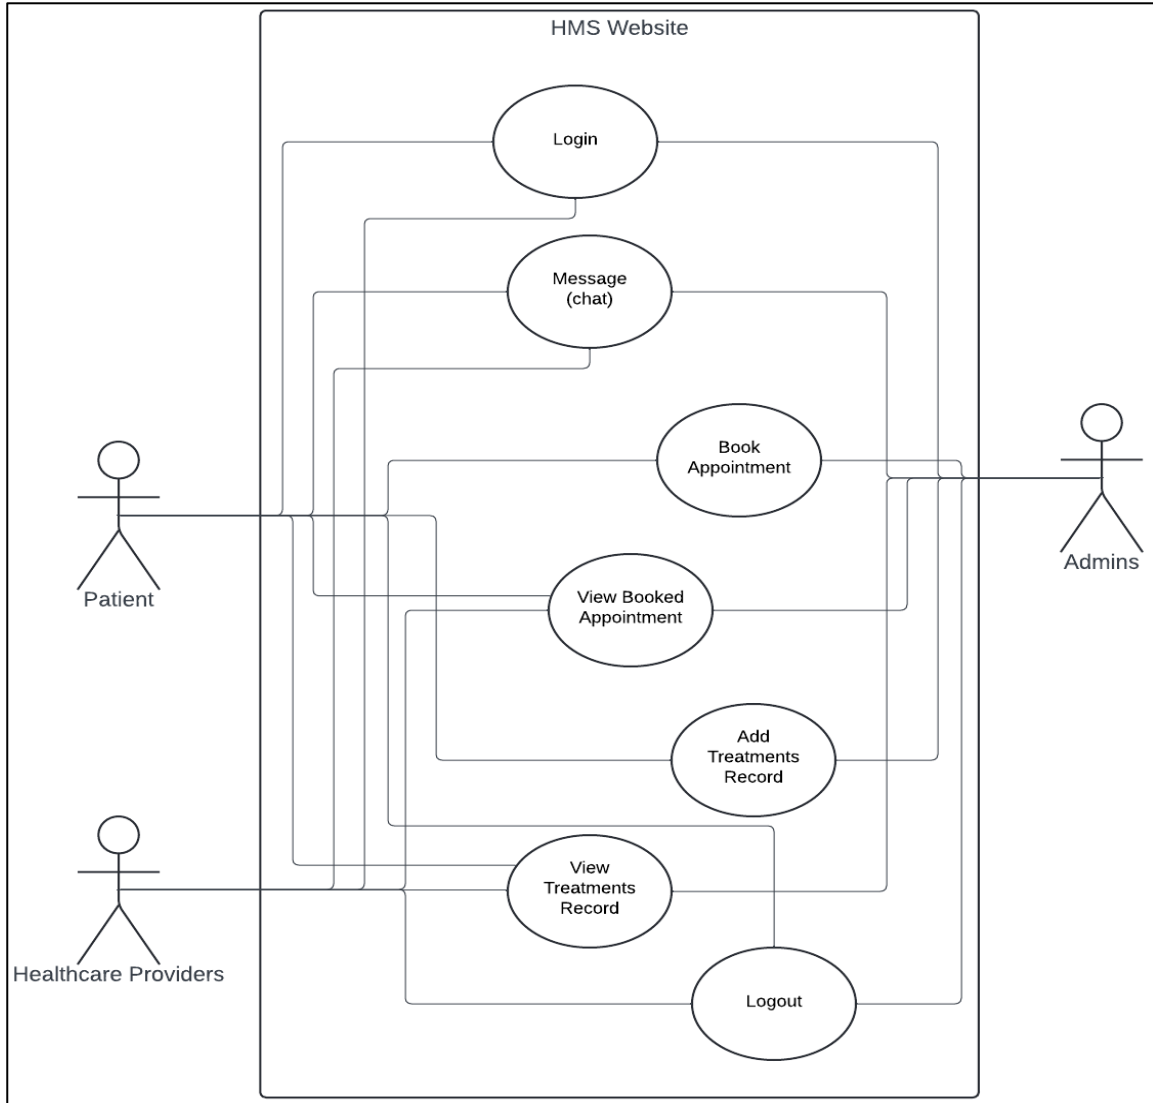 HMS Website
Login
Message
(chat)
Book
Appointment
Patient
Admins
View Booked
Appointment
Add
Treatments
Record
View
Treatments
Record
Healthcare Providers
Logout